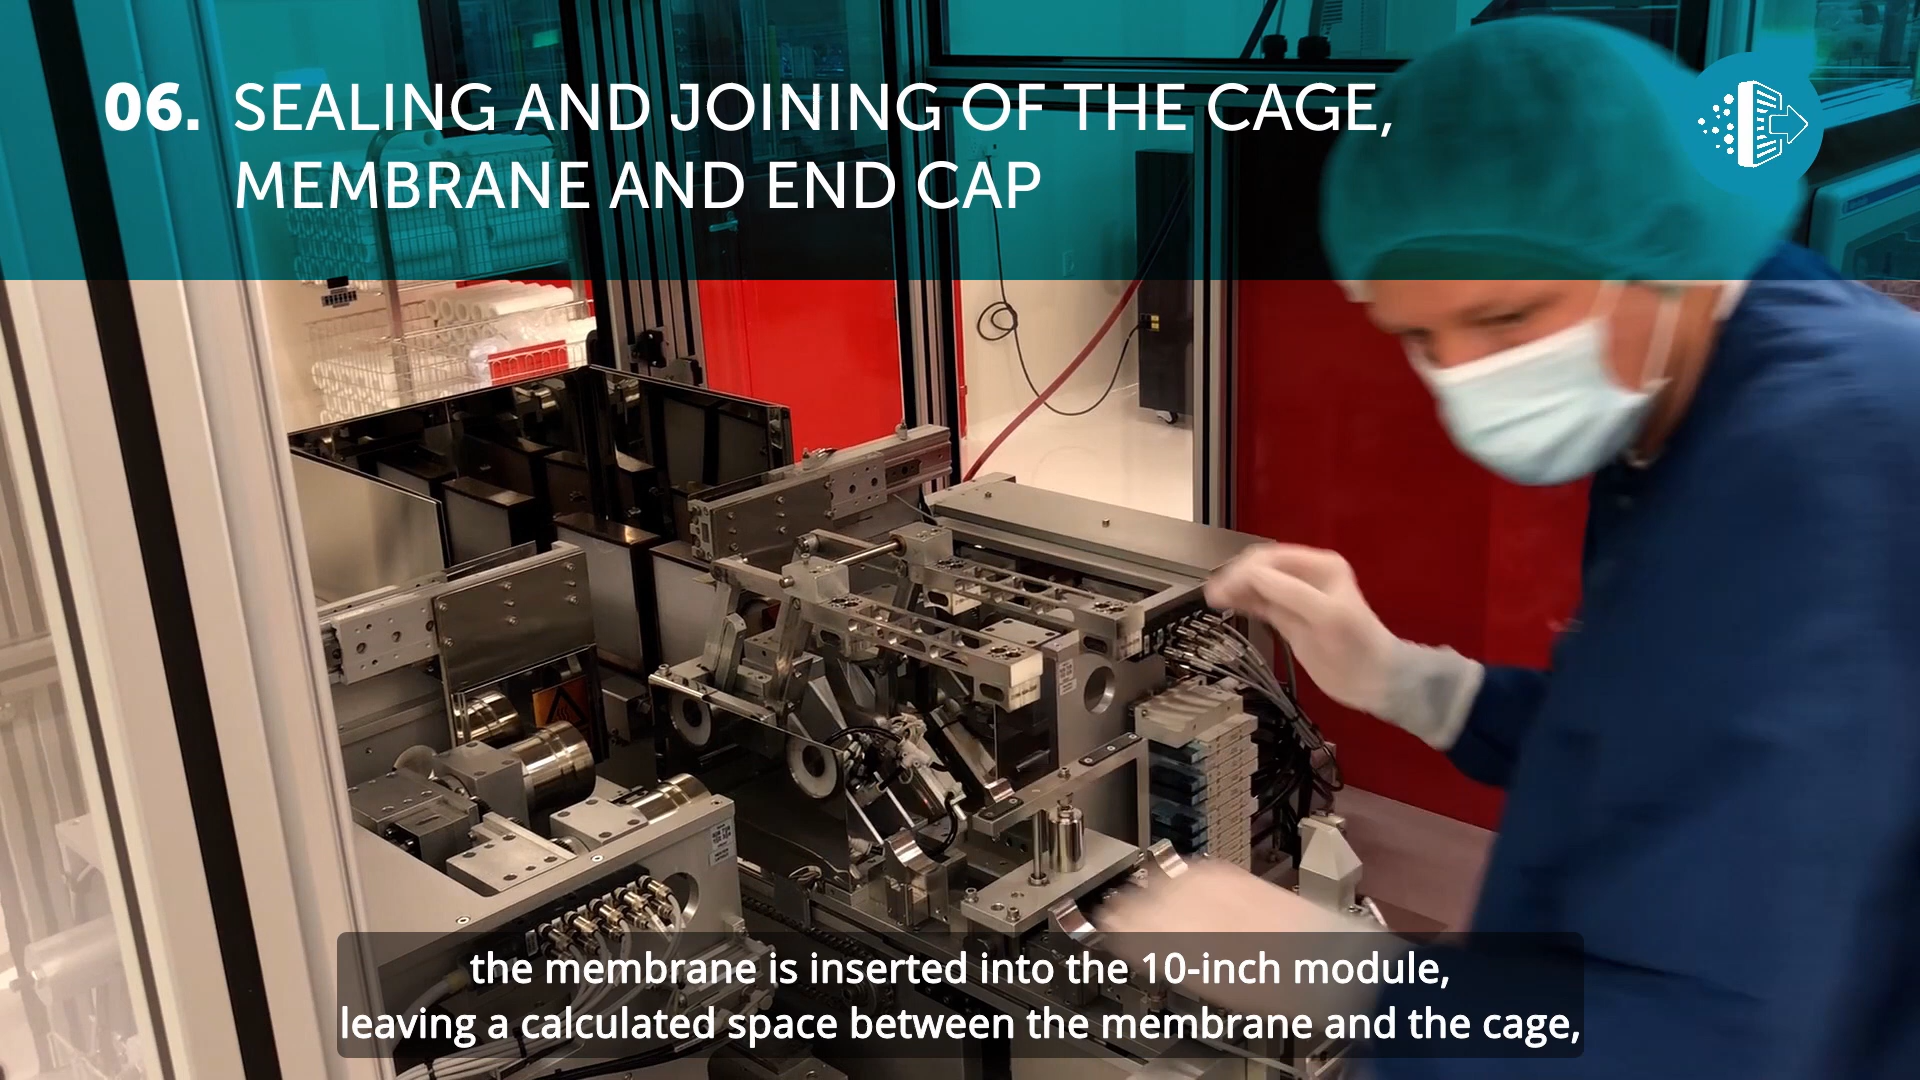 06. SEALING AND JOINING OF THE CAGE,
MEMBRANE AND END CAP
the membrane is inserted into the 10-inch module,
leaving a calculated space between the membrane and the cage,